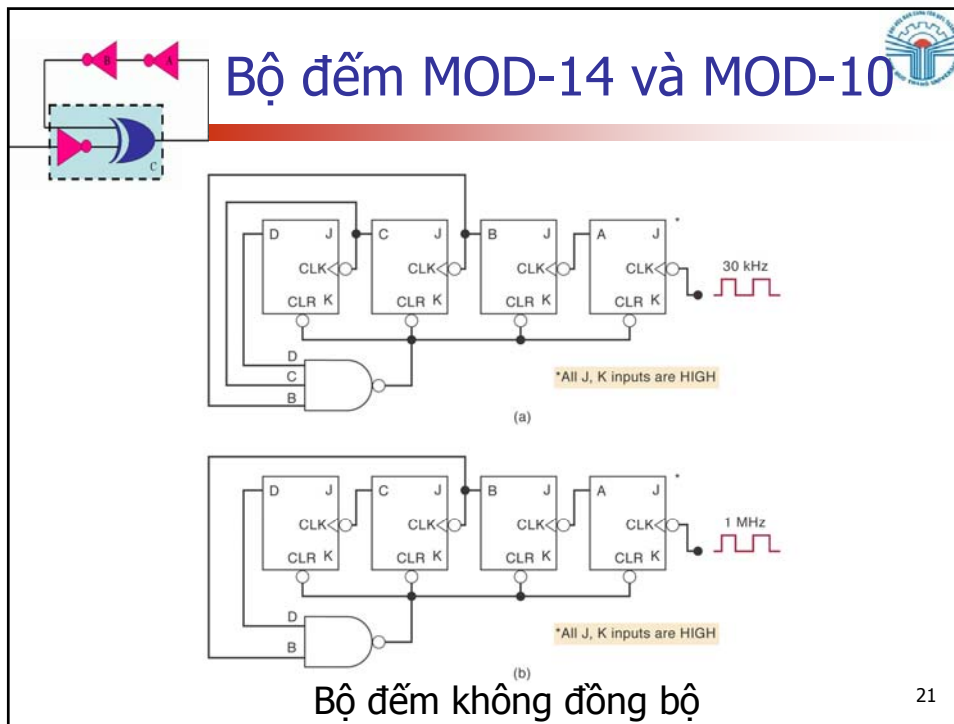 Bộ đếm MOD-14 và MOD-10
B A
C
D J C J B J A J *
CLK CLK CLK CLK 30 kHz
CLR K CLR K CLR K CLR K
D
C
B
*All J, K inputs are HIGH
(a)
D J C J B J A J *
CLK CLK CLK CLK 1 MHz
CLR K CLR K CLR K CLR K
D
B
*All J, K inputs are HIGH
(b)
Bộ đếm không đồng bộ
21